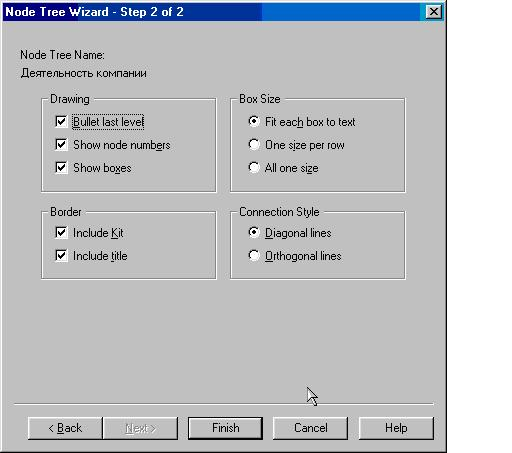 Node Tree Wizard - Step 2 of 2
Node Tree Name:
Деятельность компании
Drawing
Bullet last level
Show node numbers
Show boxes
Box Size
Fit each box to text
One size per row
All one size
Border
Include Kit
Include title
Connection Style
Diagonal lines
Orthogonal lines
< Back
Next >
Finish
Cancel
Help